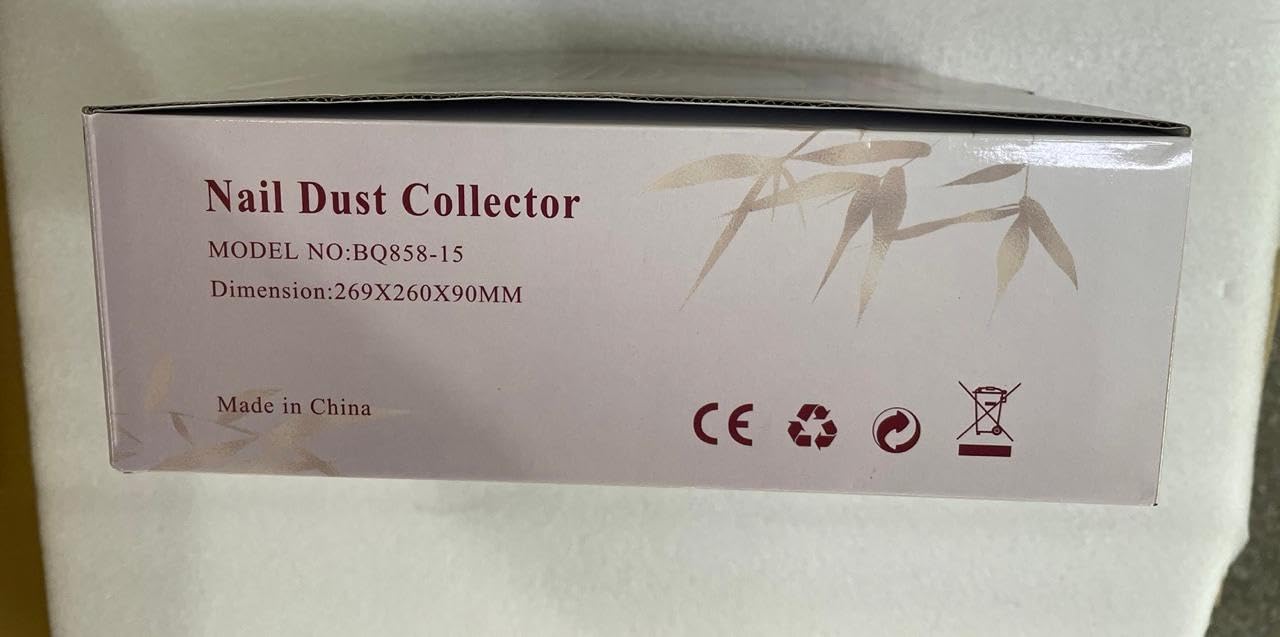 Nail Dust Collector
MODEL NO:BQ858-15
Dimension:269X260X90MM
Made in China
CE